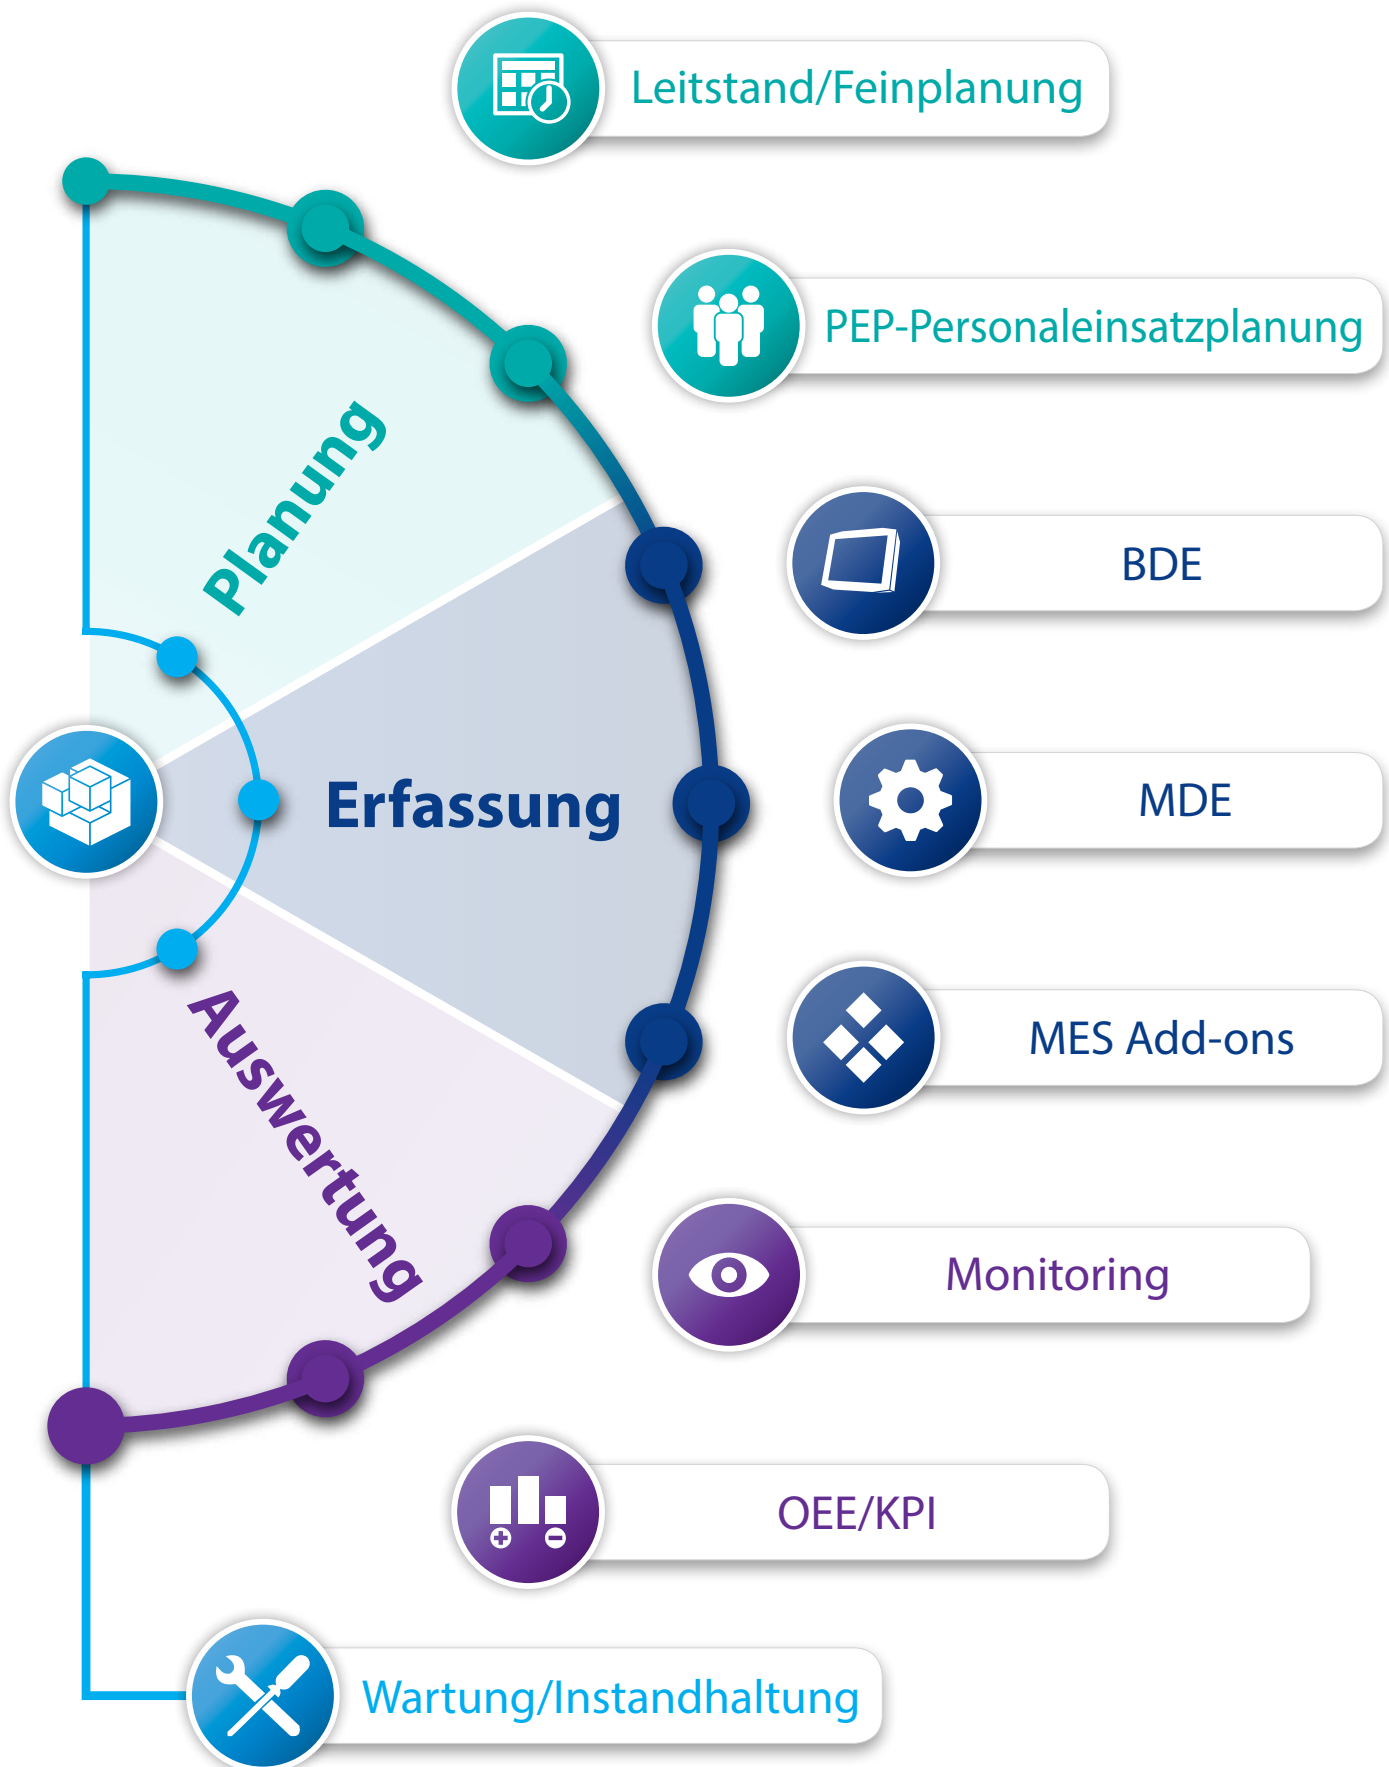 Leitstand/Feinplanung
PEP-Personaleinsatzplanung
Planung
BDE
Erfassung
MDE
MES Add-ons
Auswertung
Monitoring
OEE/KPI
Wartung/Instandhaltung